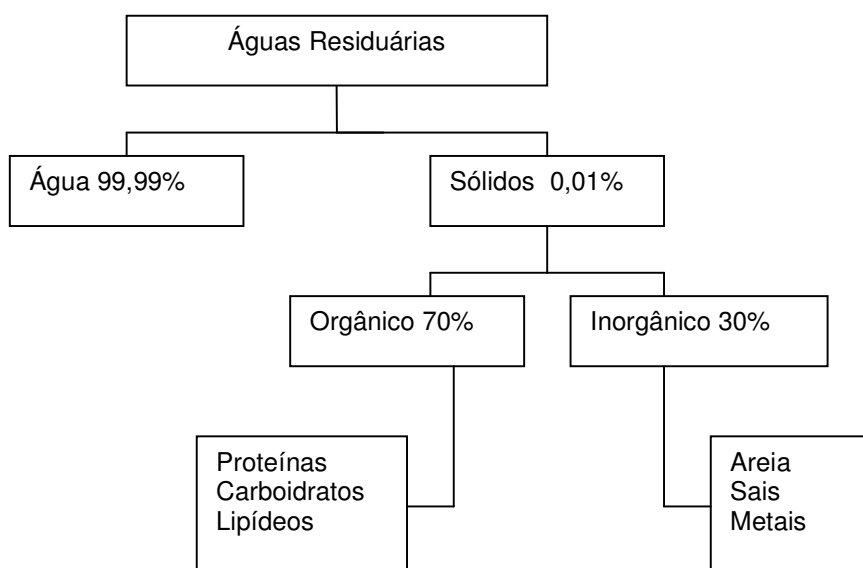 Águas Residuárias
Água 99,99%
Sólidos 0,01%
Orgânico 70%
Inorgânico 30%
Proteínas
Carboidratos
Lipídeos
Areia
Sais
Metais